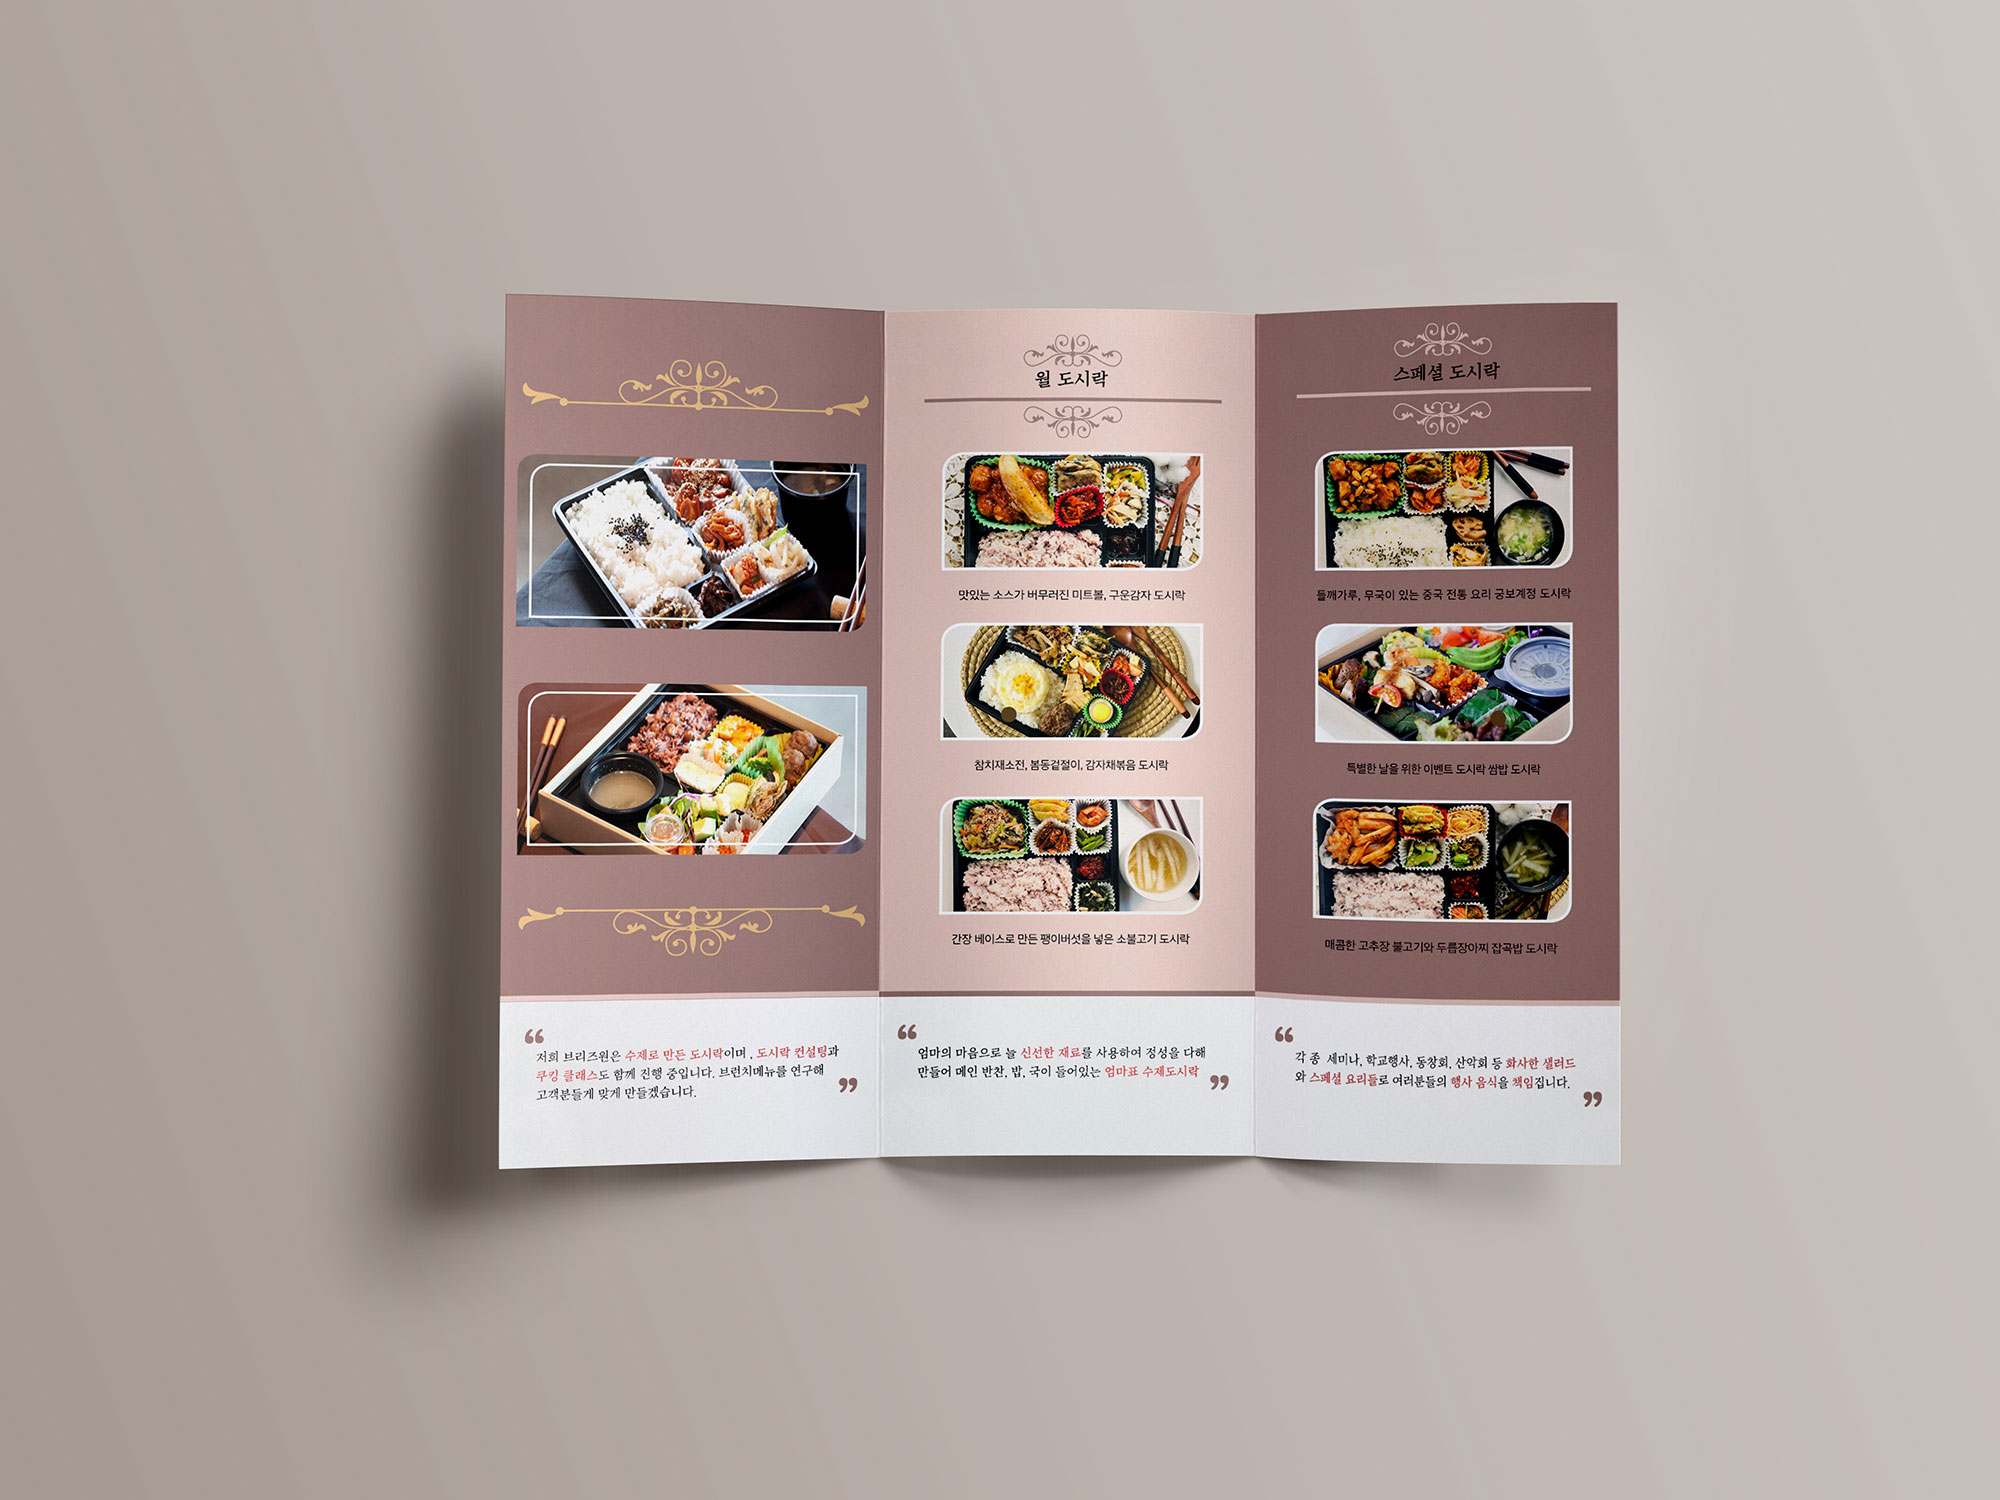 월 도시락
맛있는 소스가 버무러진 미트볼, 구운감자 도시락
참치재소전, 봄동겉절이, 감자채볶음 도시락
간장 베이스로 만든 팽이버섯을 넣은 소불고기 도시락
스페셜 도시락
들깨가루, 무국이 있는 중국 전통 요리 궁보계정 도시락
특별한 날을 위한 이벤트 도시락 쌈밥 도시락
매콤한 고추장 불고기와 두릅장아찌 잡곡밥 도시락
“
저희 브리즈원은 수제로 만든 도시락이며 , 도시락 컨설팅과
쿠킹 클래스도 함께 진행 중입니다. 브런치메뉴를 연구해
고객분들게 맞게 만들겠습니다.
”
“
엄마의 마음으로 늘 신선한 재료를 사용하여 정성을 다해
만들어 메인 반찬, 밥, 국이 들어있는 엄마표 수제도시락
”
“
각 종 세미나, 학교행사, 동창회, 산악회 등 화사한 샐러드
와 스페셜 요리들로 여러분들의 행사 음식을 책임집니다.
”